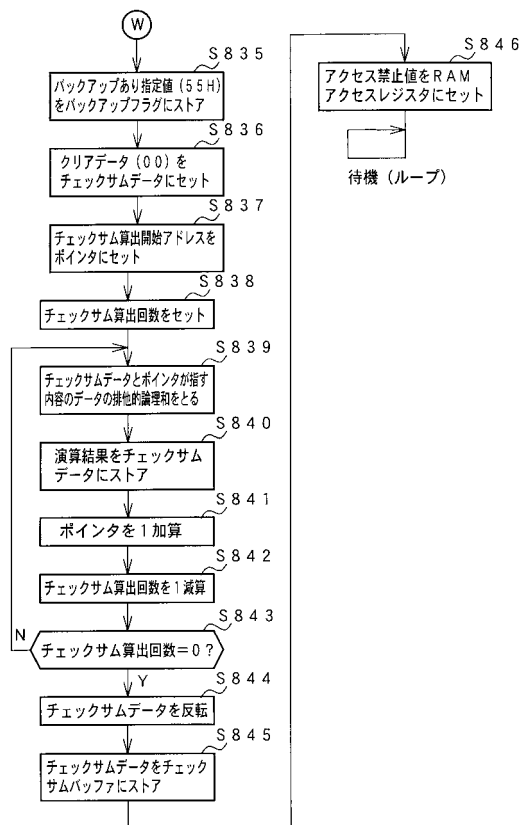 W
S835
バックアップあり指定値(55H)
をバックアップフラグにストア
S836
クリアデータ(00)を
チェックサムデータにセット
S837
チェックサム算出開始アドレスを
ポインタにセット
S838
チェックサム算出回数をセット
S839
チェックサムデータとポインタが指す
内容のデータの排他的論理和をとる
S840
演算結果をチェックサム
データにストア
S841
ポインタを1加算
S842
チェックサム算出回数を1減算
S843
チェックサム算出回数=0?
N
Y
S844
チェックサムデータを反転
S845
チェックサムデータをチェック
サムバッファにストア
S846
アクセス禁止値をRAM
アクセスレジスタにセット
待機(ループ)